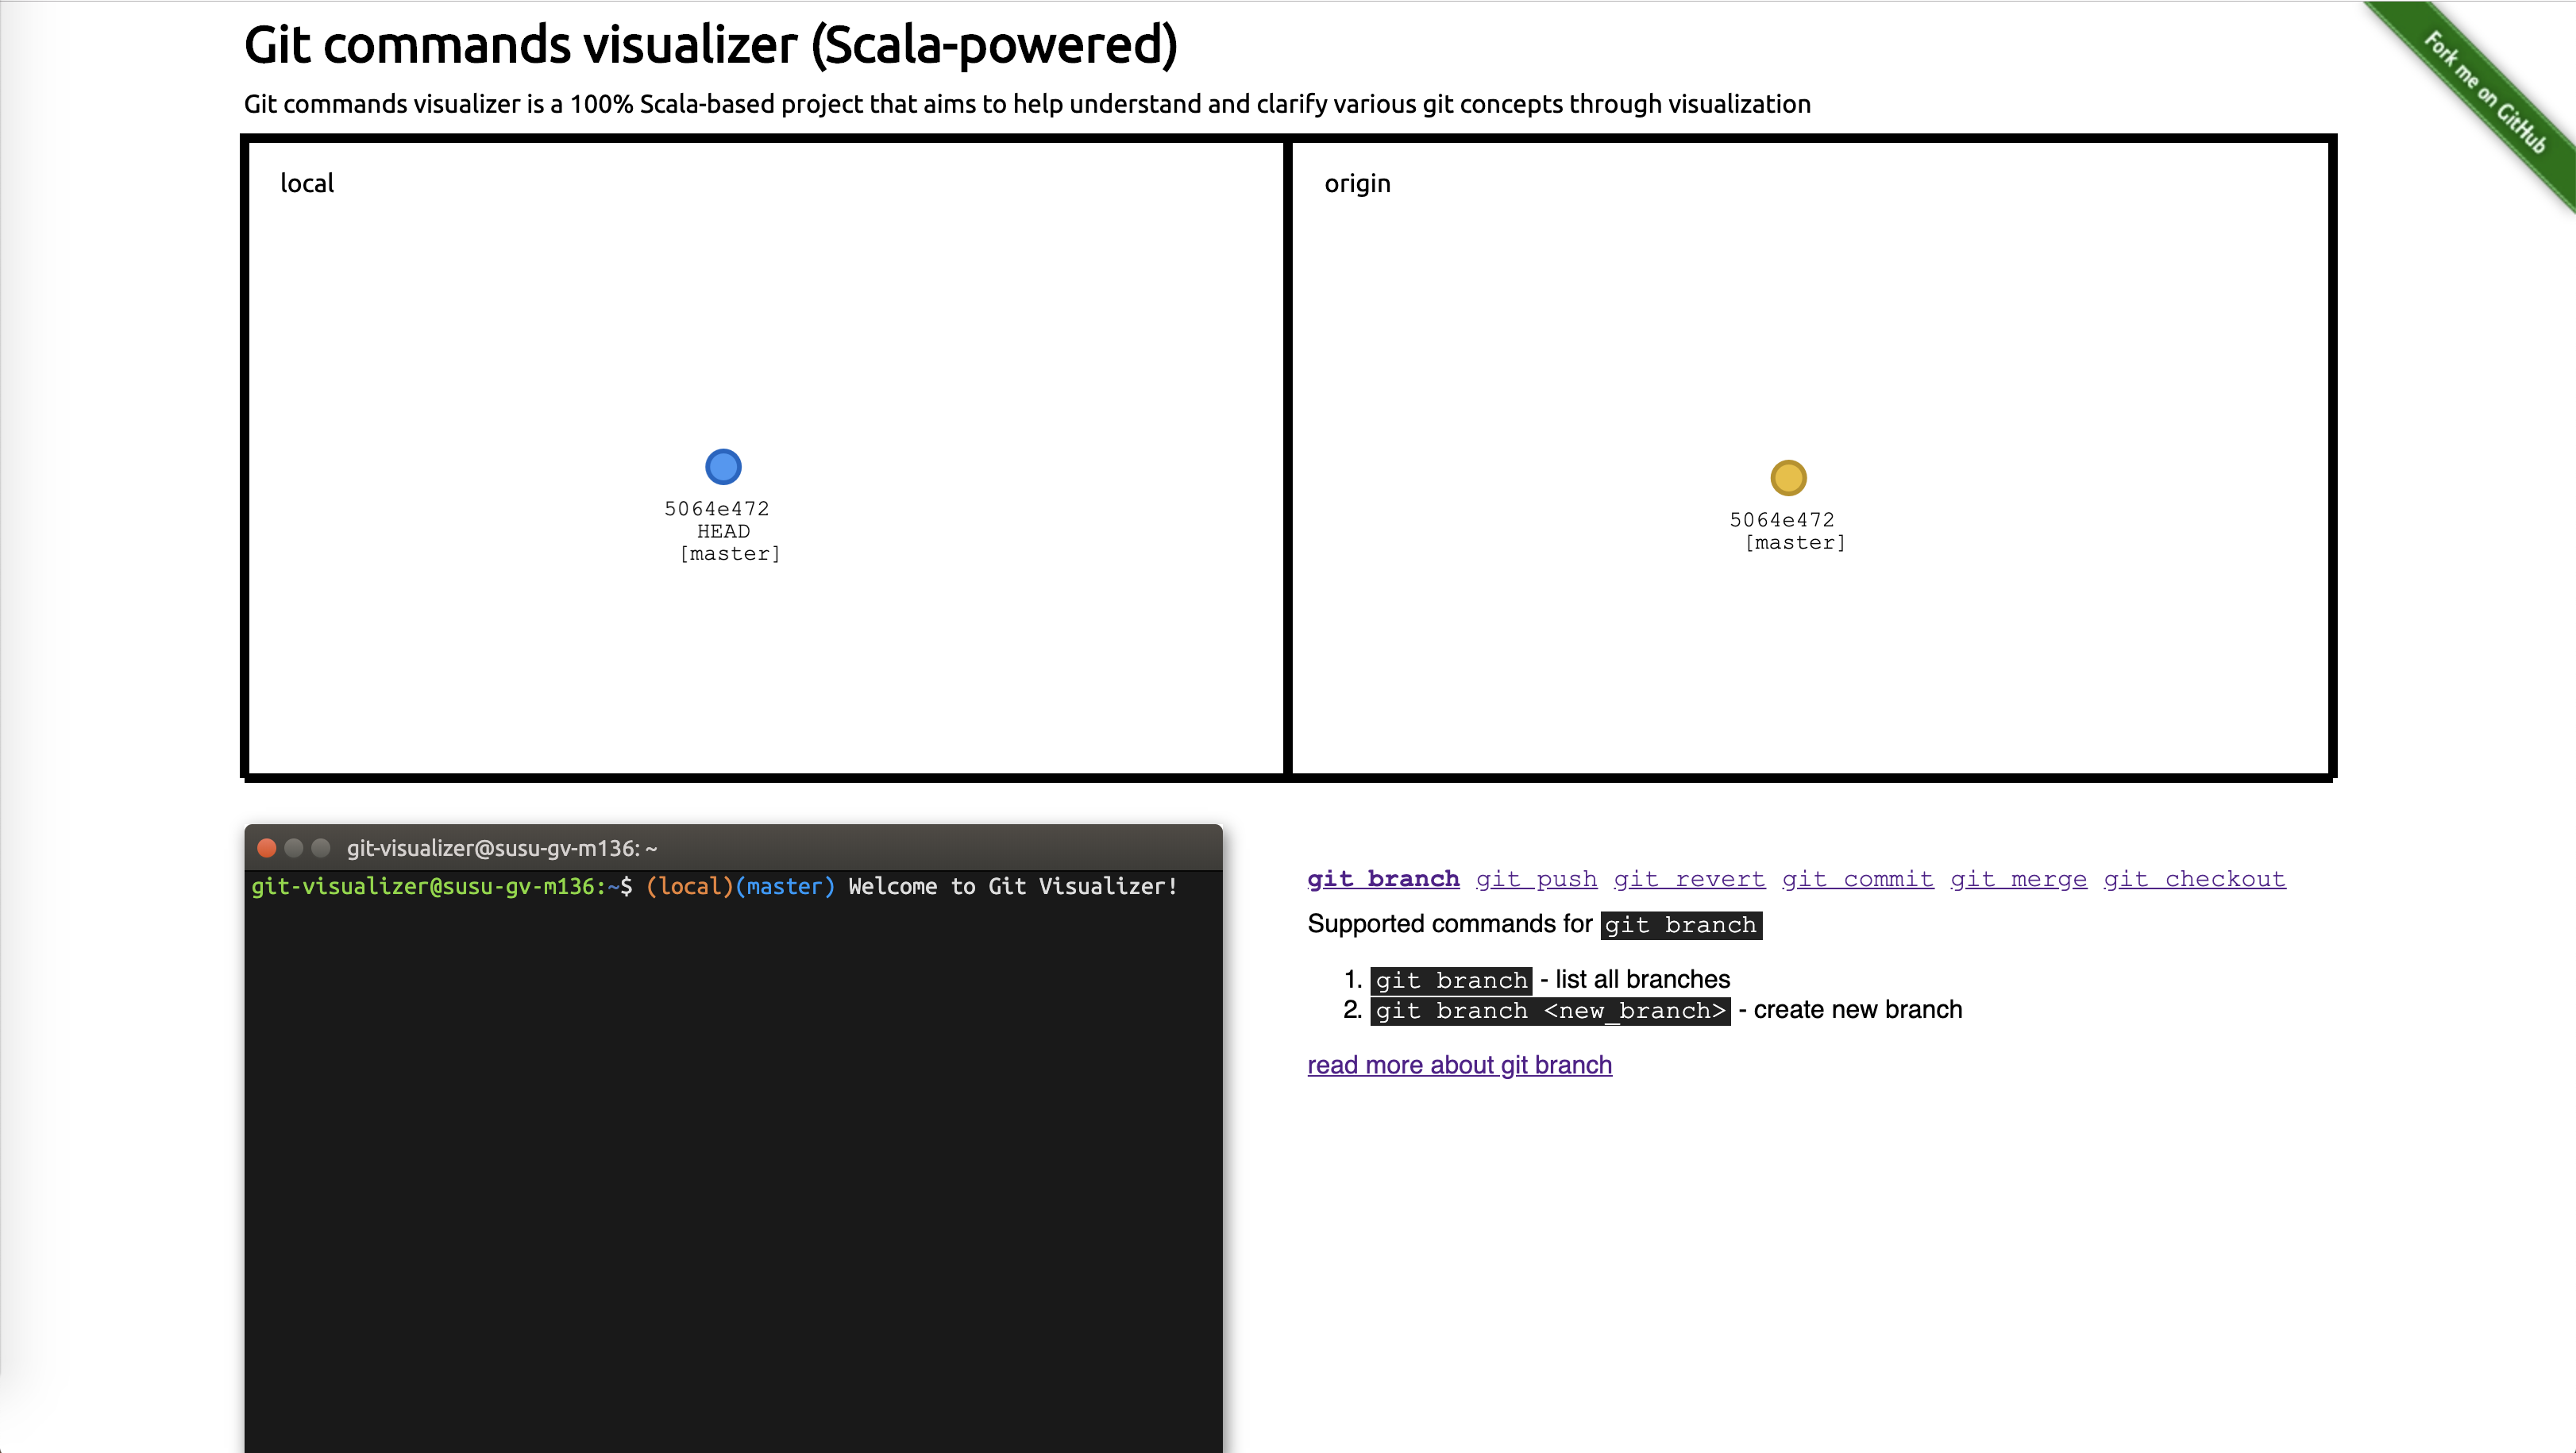 Git commands visualizer (Scala-powered)
Fork me on GitHub
Git commands visualizer is a 100% Scala-based project that aims to help understand and clarify various git concepts through visualization
local
origin
5064e472
HEAD
[master]
5064e472
[master]
git-visualizer@susu-gv-m136: ~
git-visualizer@susu-gv-m136:~$ (local)(master) Welcome to Git Visualizer!
git branch git push git revert git commit git merge git checkout
Supported commands for git branch
1. git branch - list all branches
2. git branch <new_branch> - create new branch
read more about git branch